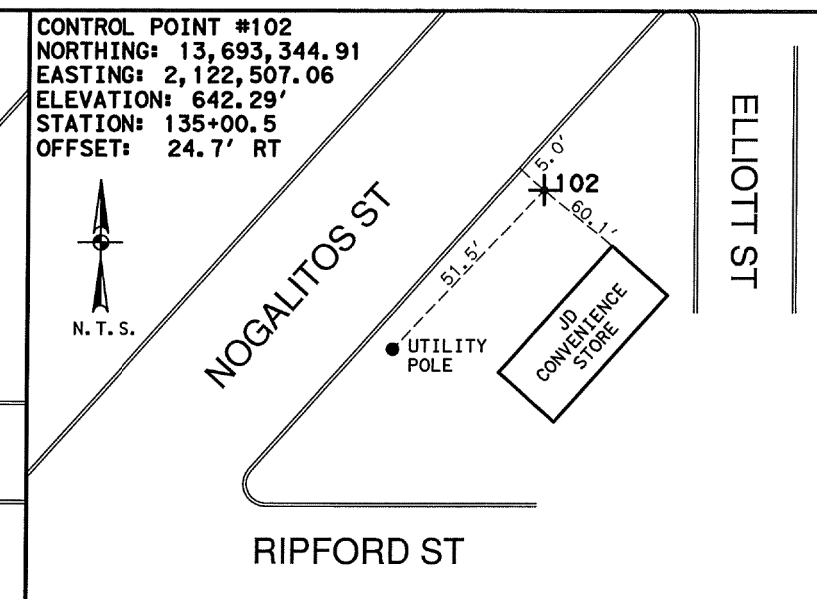 CONTROL POINT #102
NORTHING: 13,693,344.91
EASTING: 2,122,507.06
ELEVATION: 642.29'
STATION: 135+00.5
OFFSET: 24.7' RT
N.T.S.
NOGALITOS ST
ELLIOTT ST
5.0'
102
60.1'
51.5'
UTILITY
POLE
JD
CONVENIENCE
STORE
RIPFORD ST